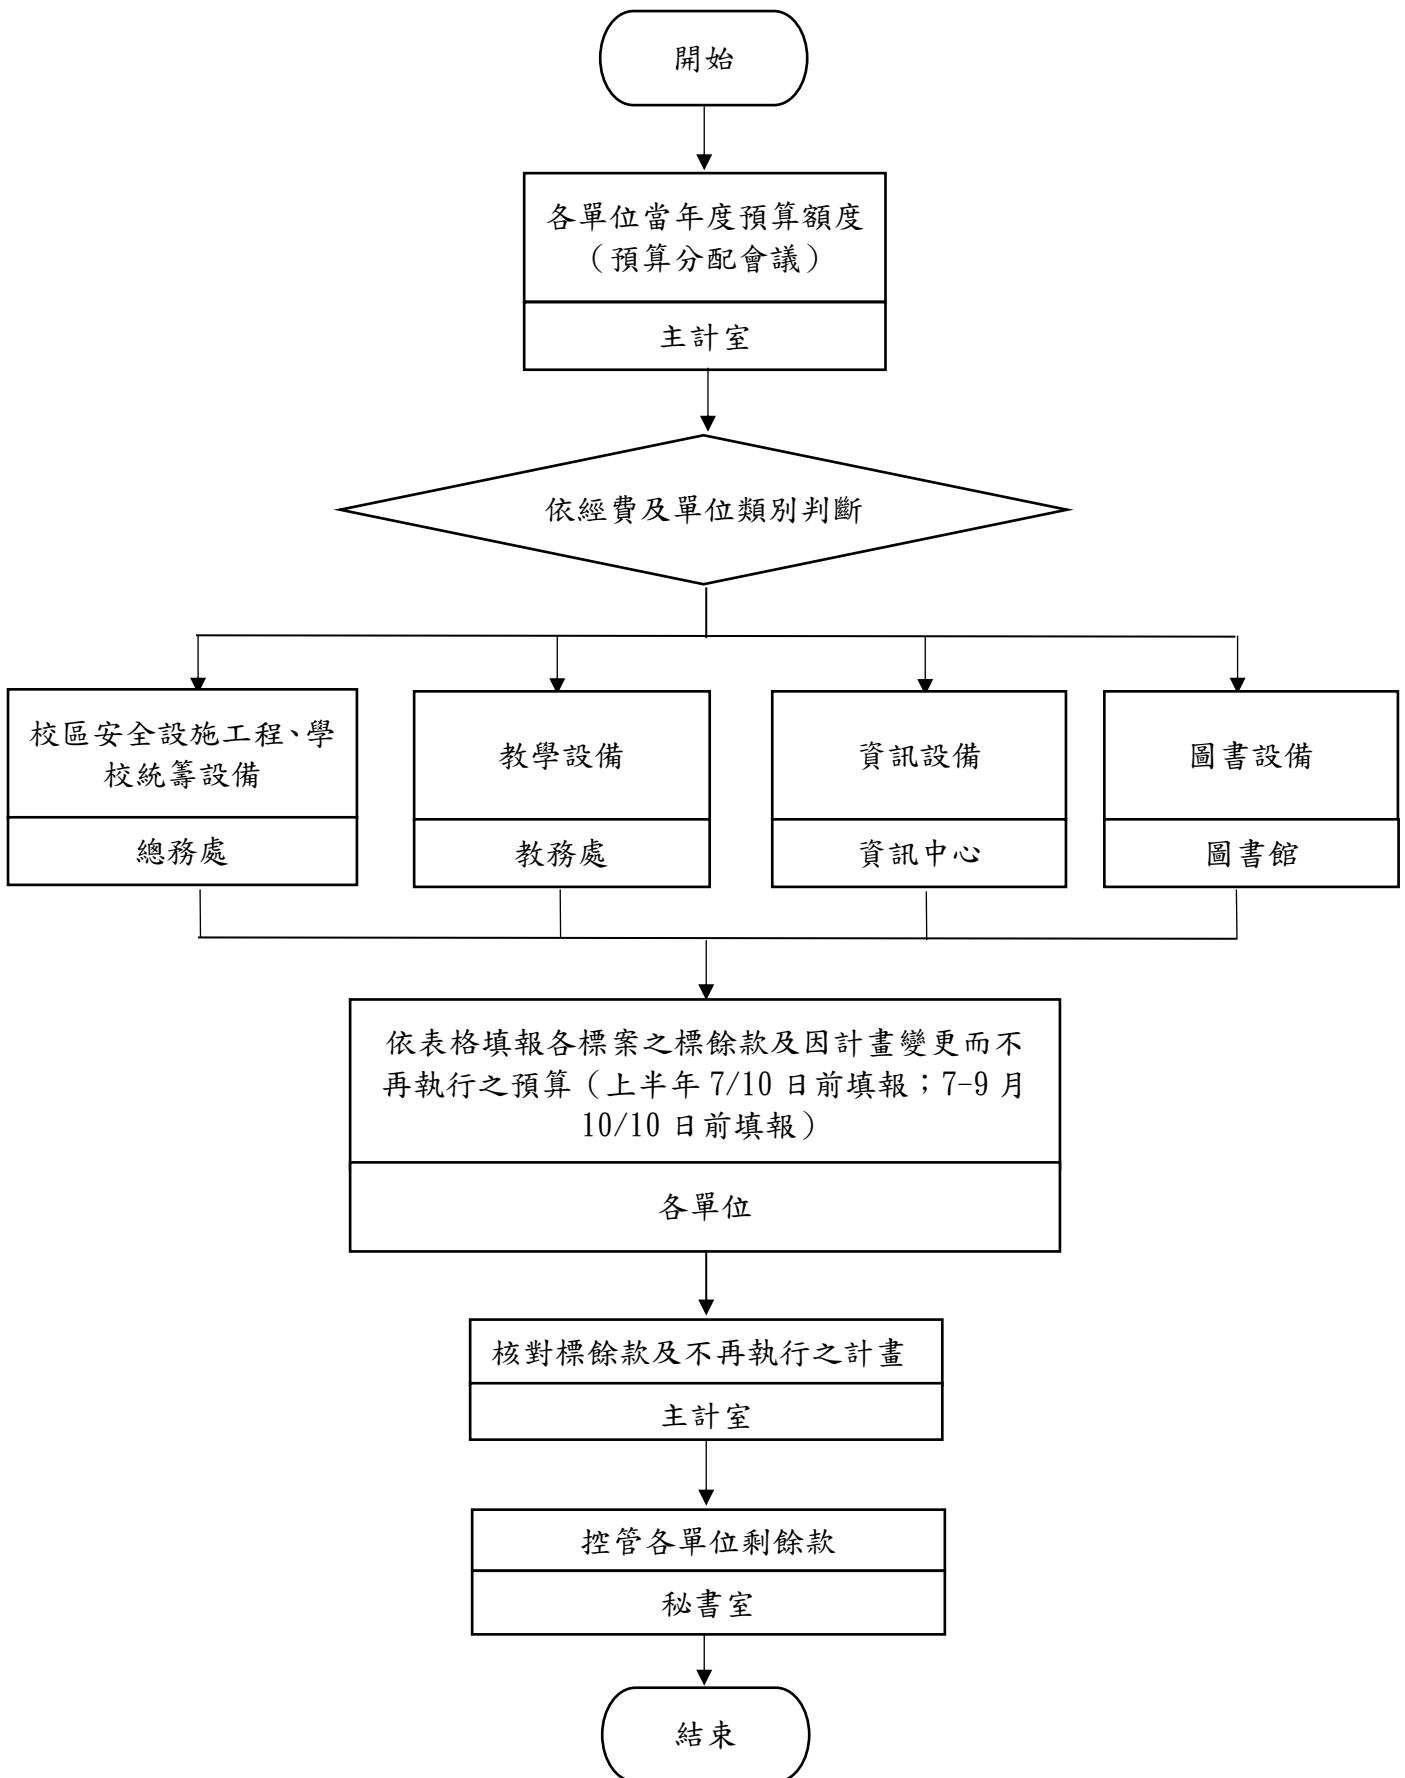 開始
各單位當年度預算額度
（預算分配會議）
主計室
依經費及單位類別判斷
校區安全設施工程、學
校統籌設備
總務處
教學設備
教務處
資訊設備
資訊中心
圖書設備
圖書館
依表格填報各標案之標餘款及因計畫變更而不
再執行之預算（上半年 7/10 日前填報；7-9 月
10/10 日前填報）
各單位
核對標餘款及不再執行之計畫
主計室
控管各單位剩餘款
秘書室
結束